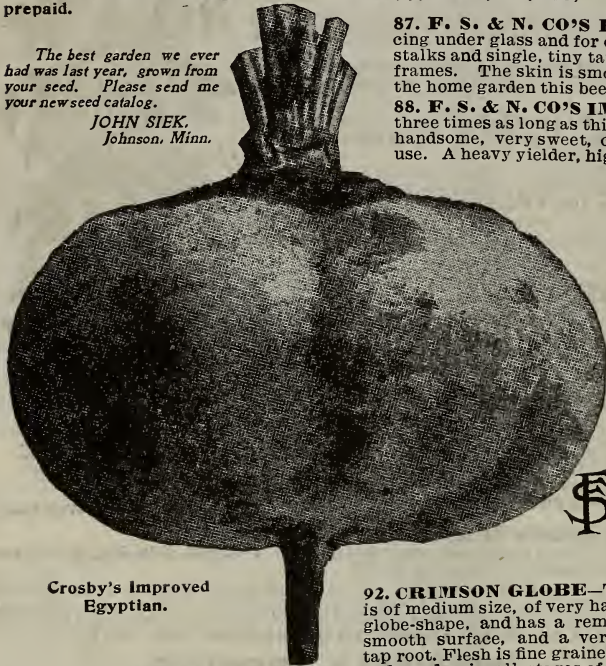 prepaid.
The best garden we ever
had was last year, grown from
your seed. Please send me
your new seed catalog.
JOHN SIEK,
Johnson, Minn.
87. F. S. & N. CO'S
cing under glass and for
stalks and single, tiny ta
frames. The skin is smo
the home garden this bee
88. F. S. & N. CO'S IM
three times as long as thi
handsome, very sweet,
use. A heavy yielder, hig
Crosby's Improved
Egyptian.
92. CRIMSON GLOBE—
is of medium size, of very ha
globe-shape, and has a rem
smooth surface, and a ver
tap root. Flesh is fine graine